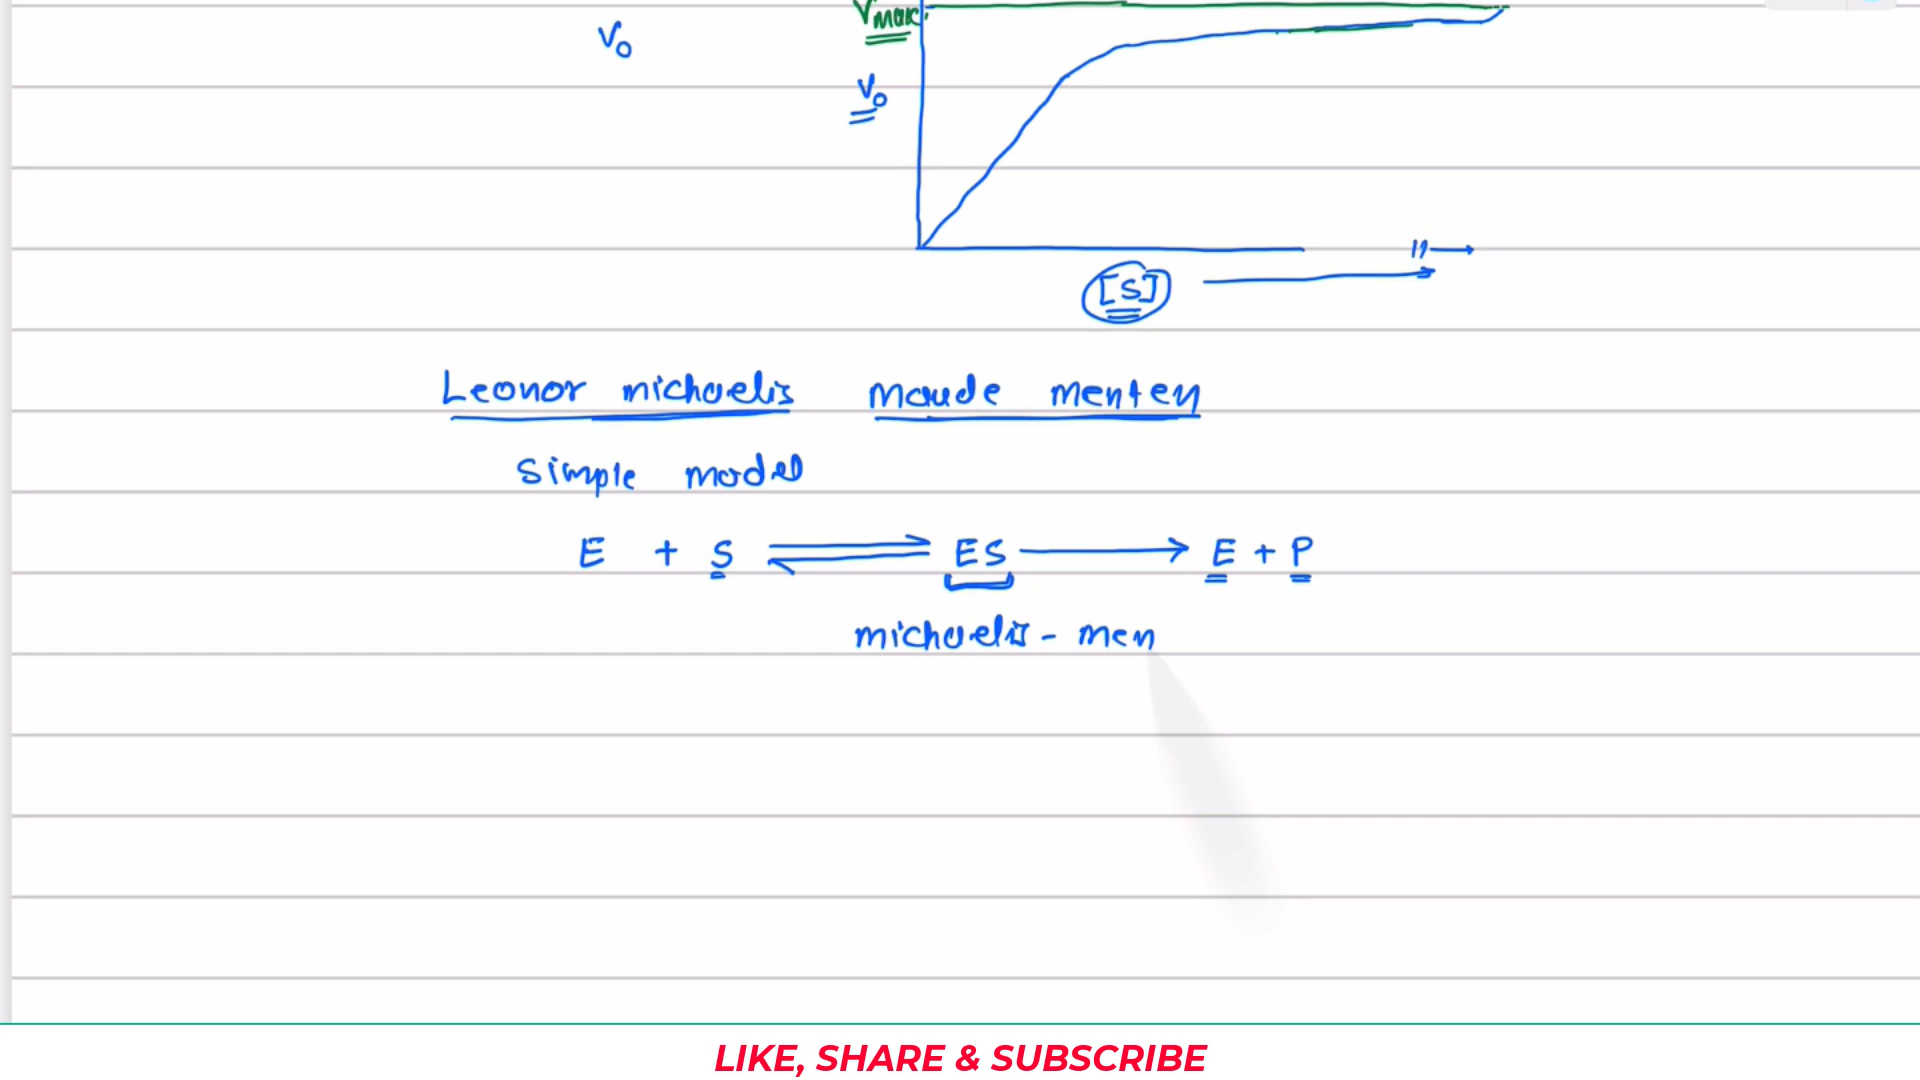 Vmax
V₀
V₀
[S]
Leonor michaelis maude menten
Simple model
E + S ⇌ ES → E + P
michaelis - men
LIKE, SHARE & SUBSCRIBE